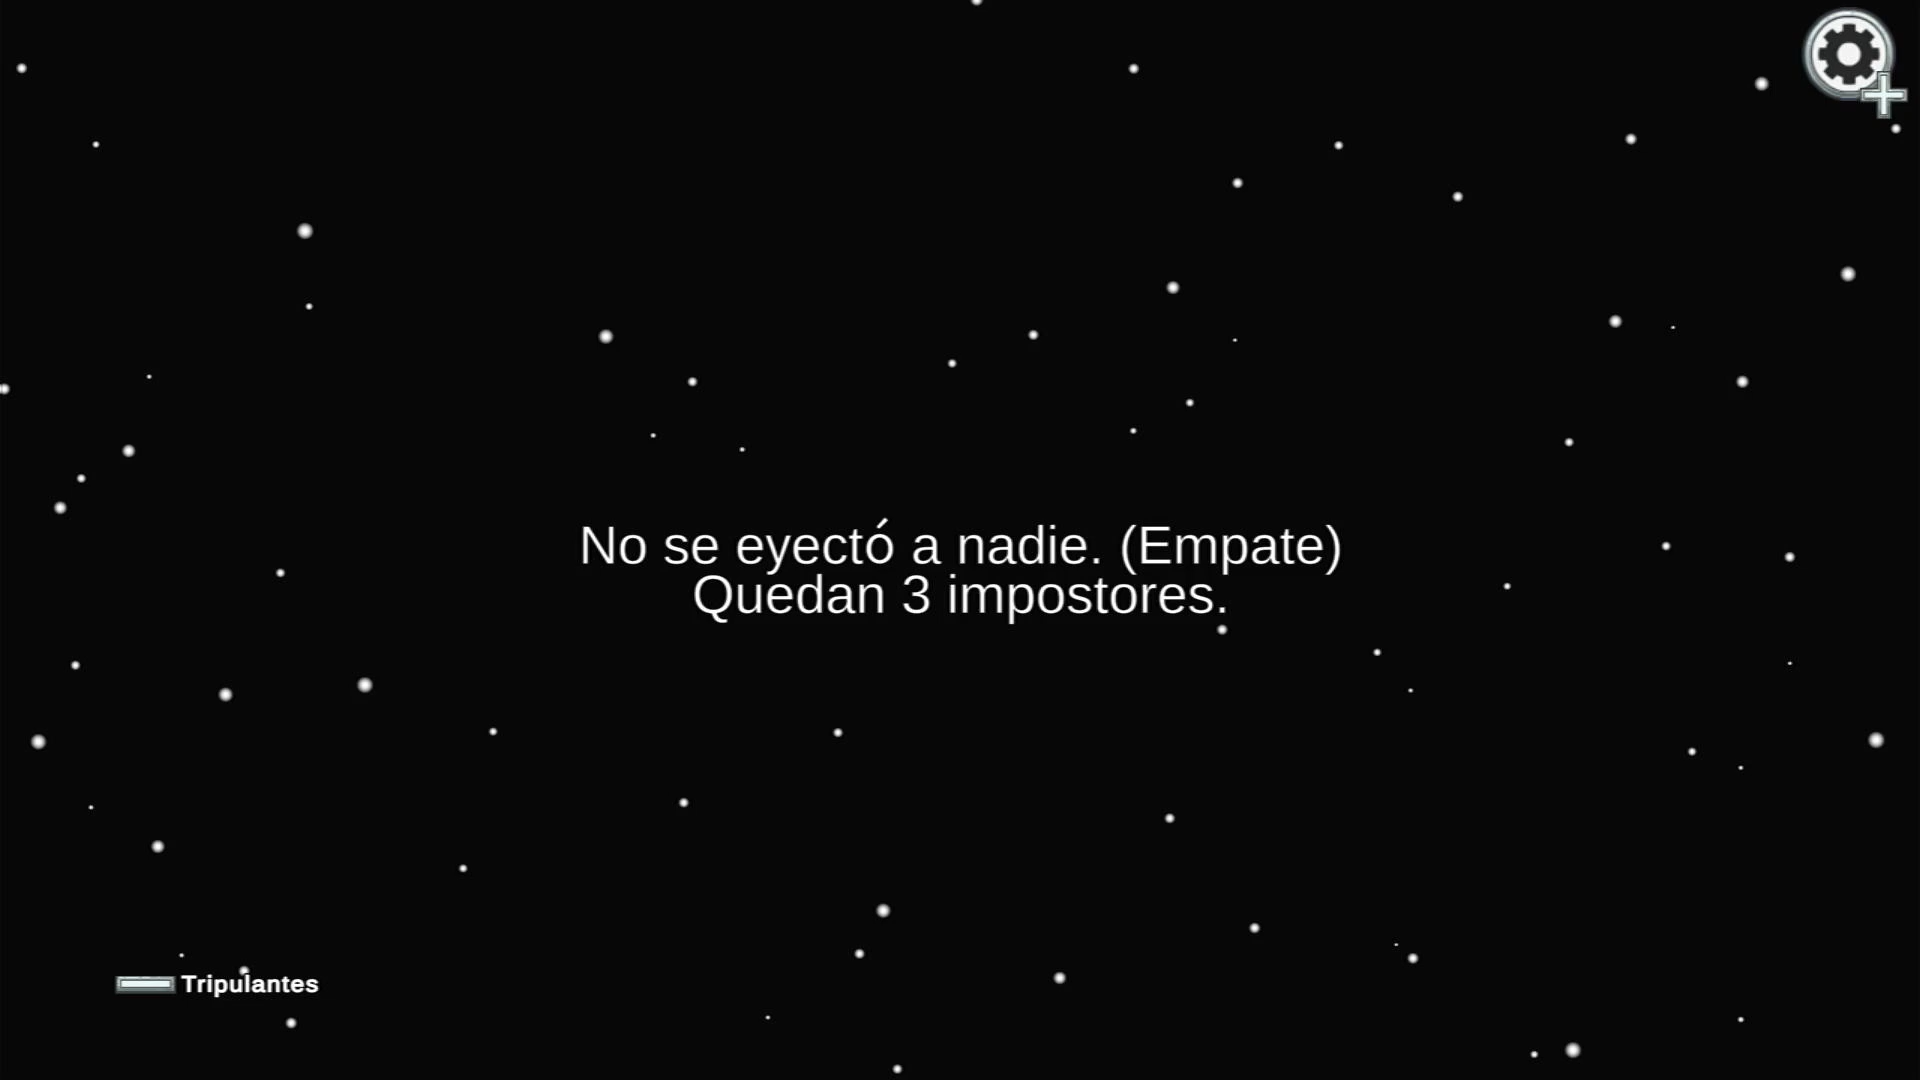 No se eyectó a nadie. (Empate)
Quedan 3 impostores.
Tripulantes